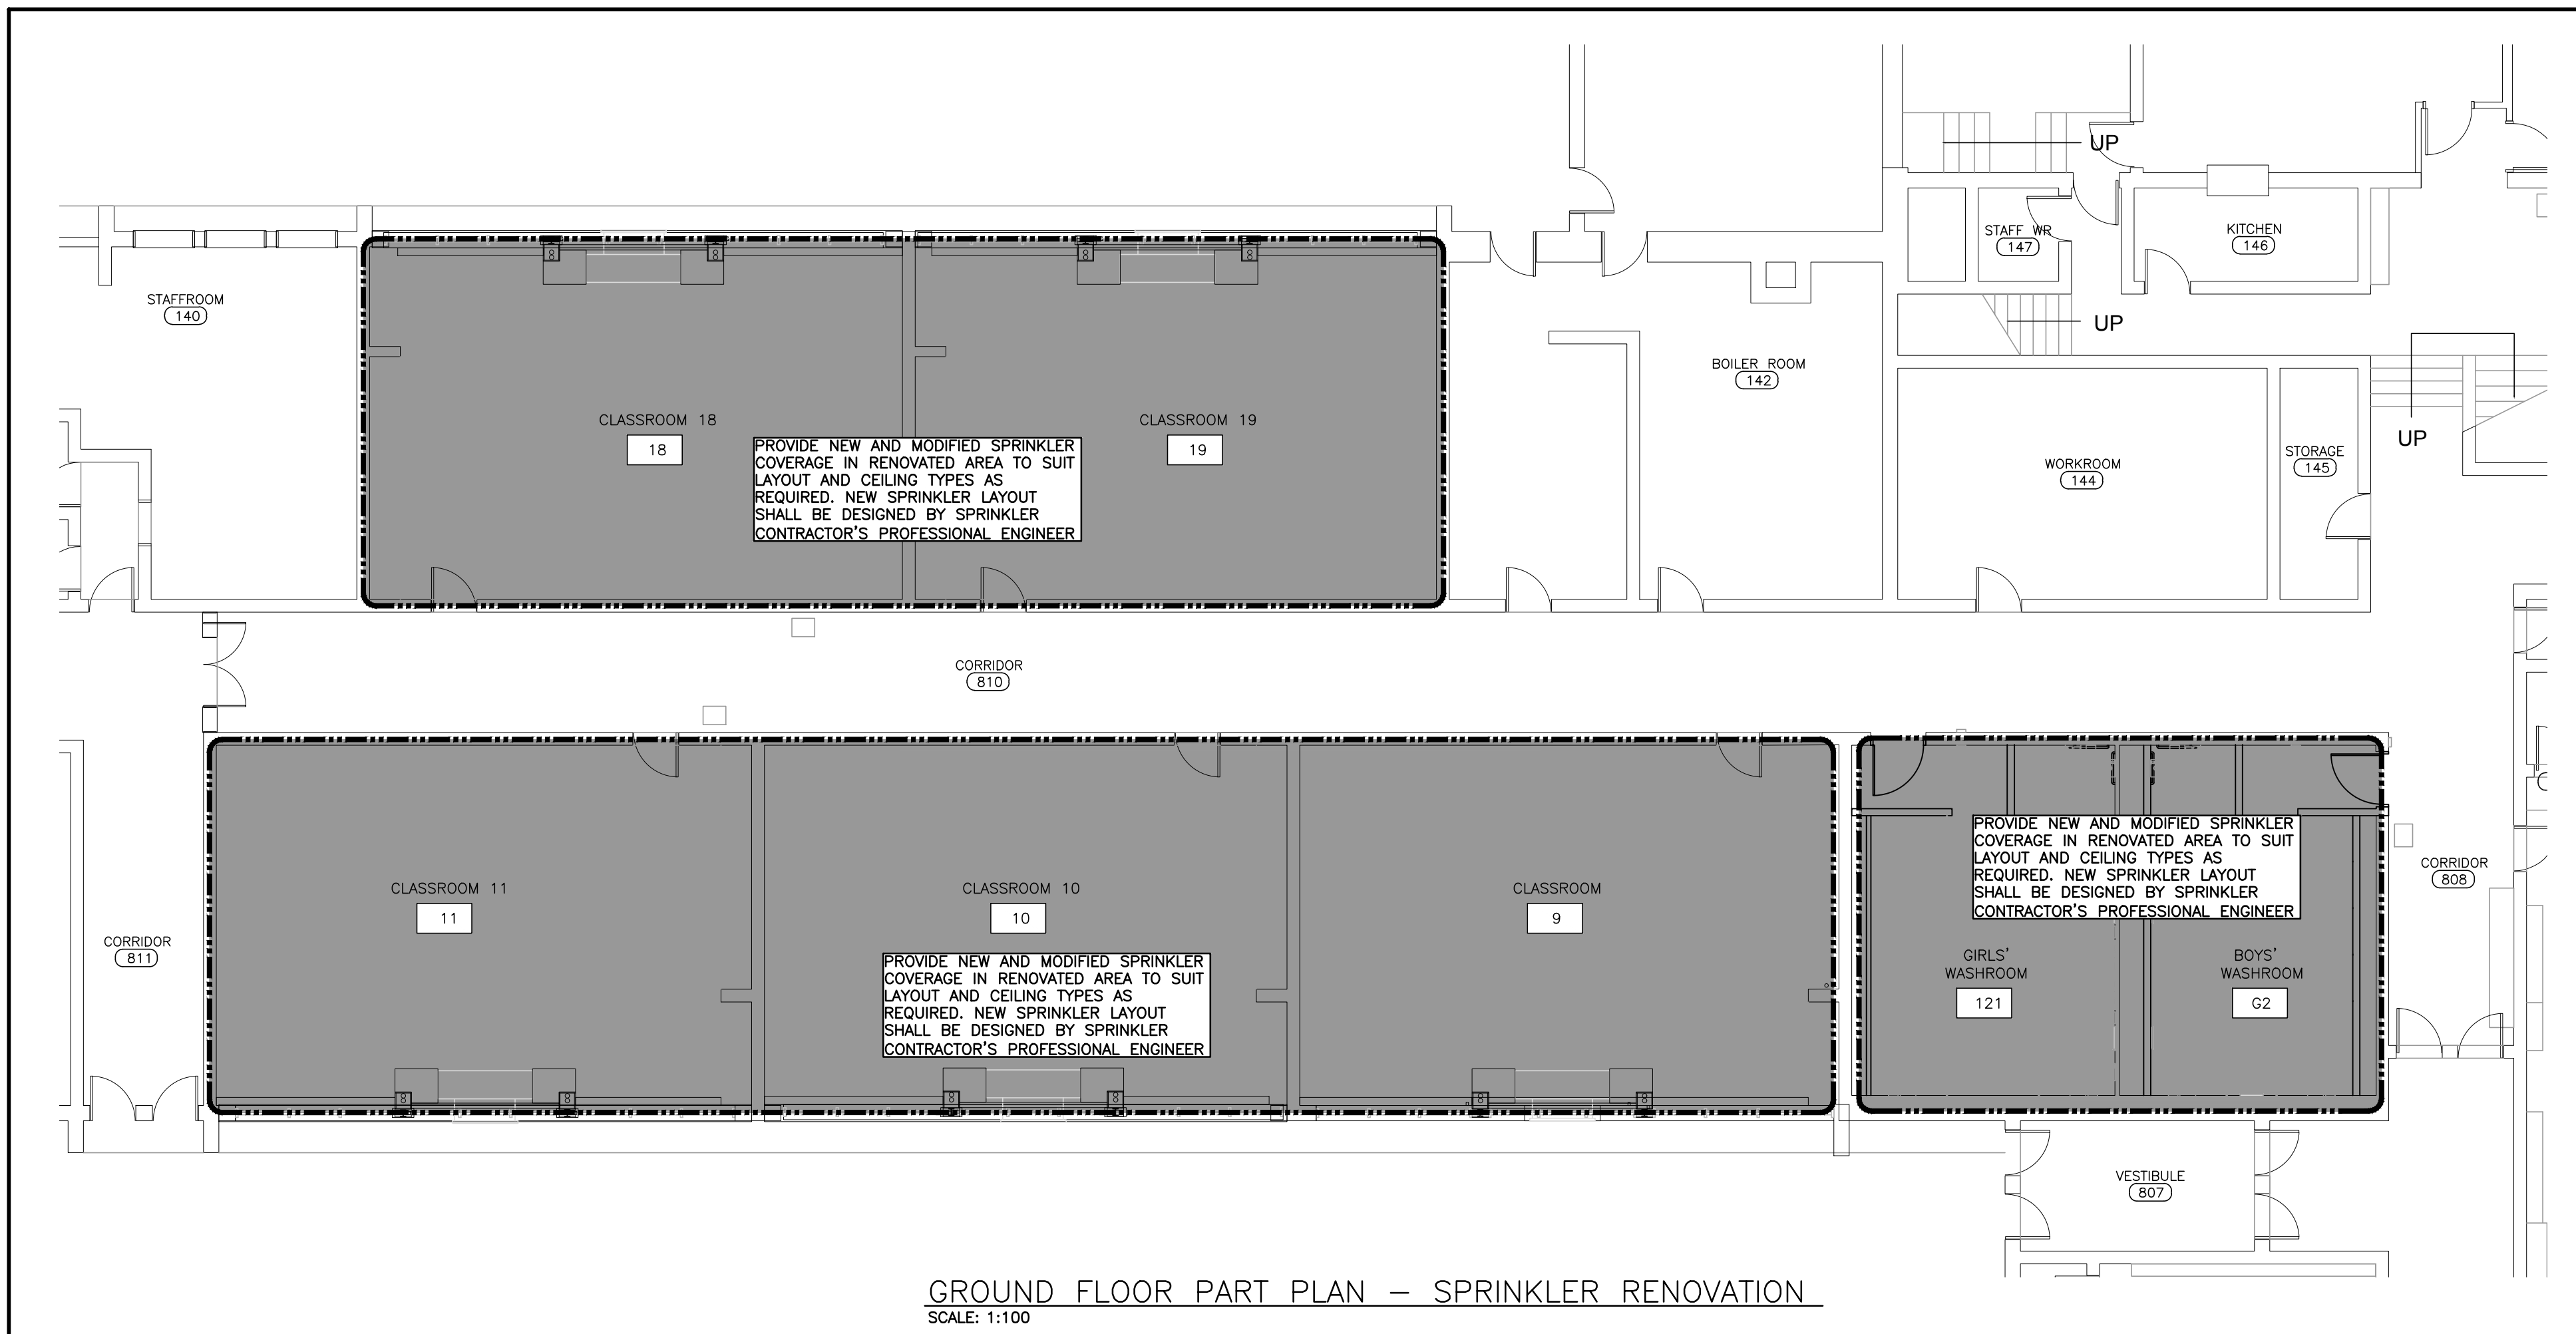 UP
STAFF WR
147
KITCHEN
146
STAFFROOM
140
UP
BOILER ROOM
142
CLASSROOM 18
18
CLASSROOM 19
19
PROVIDE NEW AND MODIFIED SPRINKLER
COVERAGE IN RENOVATED AREA TO SUIT
LAYOUT AND CEILING TYPES AS
REQUIRED. NEW SPRINKLER LAYOUT
SHALL BE DESIGNED BY SPRINKLER
CONTRACTOR'S PROFESSIONAL ENGINEER
UP
STORAGE
145
WORKROOM
144
CORRIDOR
810
CLASSROOM 11
11
CLASSROOM 10
10
CLASSROOM
9
PROVIDE NEW AND MODIFIED SPRINKLER
COVERAGE IN RENOVATED AREA TO SUIT
LAYOUT AND CEILING TYPES AS
REQUIRED. NEW SPRINKLER LAYOUT
SHALL BE DESIGNED BY SPRINKLER
CONTRACTOR'S PROFESSIONAL ENGINEER
CORRIDOR
808
CORRIDOR
811
PROVIDE NEW AND MODIFIED SPRINKLER
COVERAGE IN RENOVATED AREA TO SUIT
LAYOUT AND CEILING TYPES AS
REQUIRED. NEW SPRINKLER LAYOUT
SHALL BE DESIGNED BY SPRINKLER
CONTRACTOR'S PROFESSIONAL ENGINEER
GIRLS'
WASHROOM
121
BOYS'
WASHROOM
G2
VESTIBULE
807
GROUND FLOOR PART PLAN – SPRINKLER RENOVATION
SCALE: 1:100